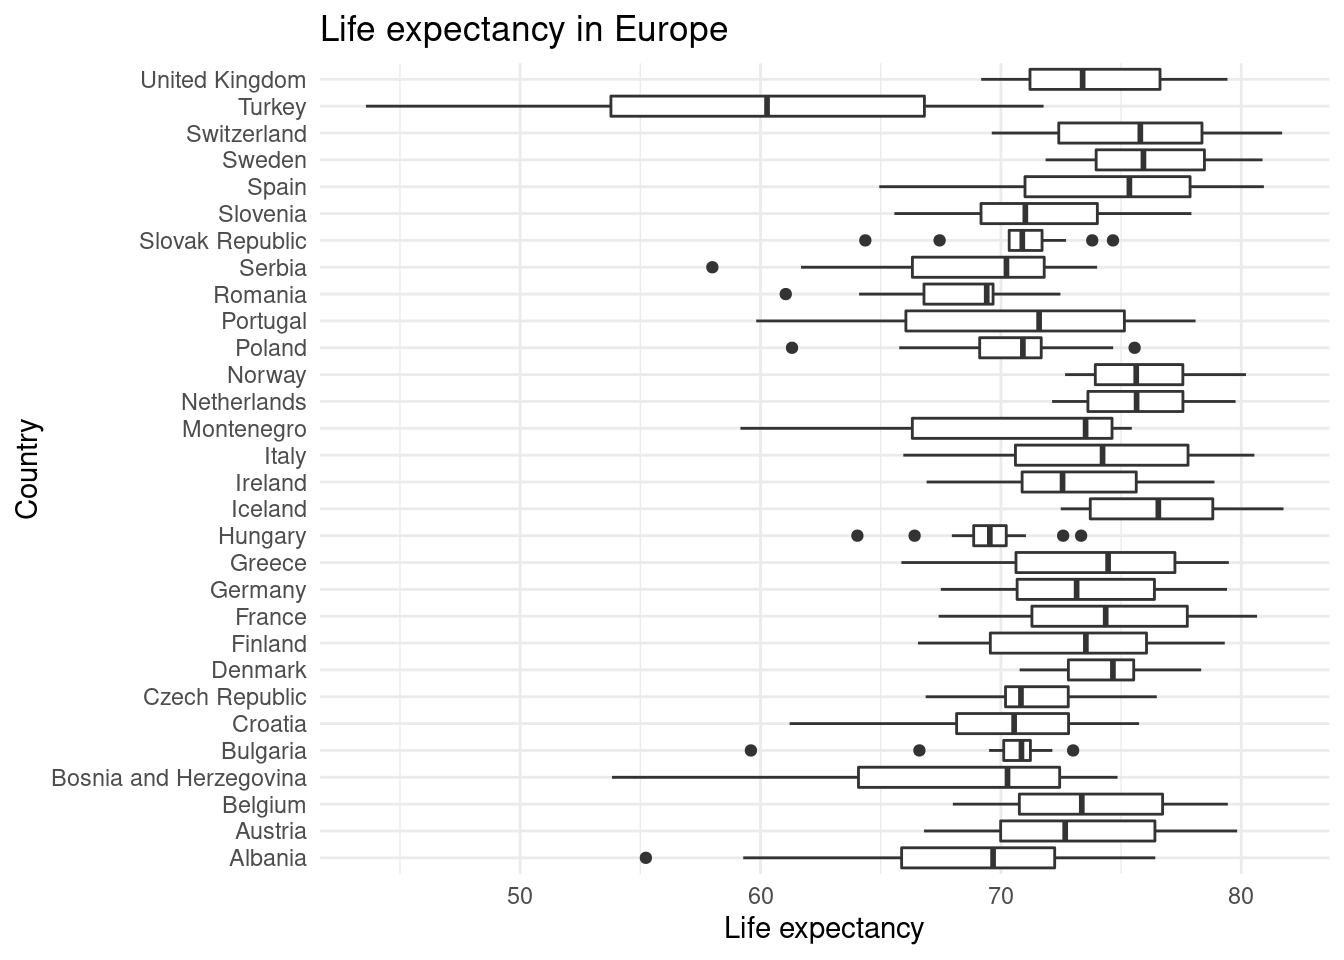 Life expectancy in Europe
United Kingdom
Turkey
Switzerland
Sweden
Spain
Slovenia
Slovak Republic
Serbia
Romania
Portugal
Poland
Norway
Netherlands
Montenegro
Italy
Ireland
Iceland
Hungary
Greece
Germany
France
Finland
Denmark
Czech Republic
Croatia
Bulgaria
Bosnia and Herzegovina
Belgium
Austria
Albania
Country
50 60 70 80
Life expectancy